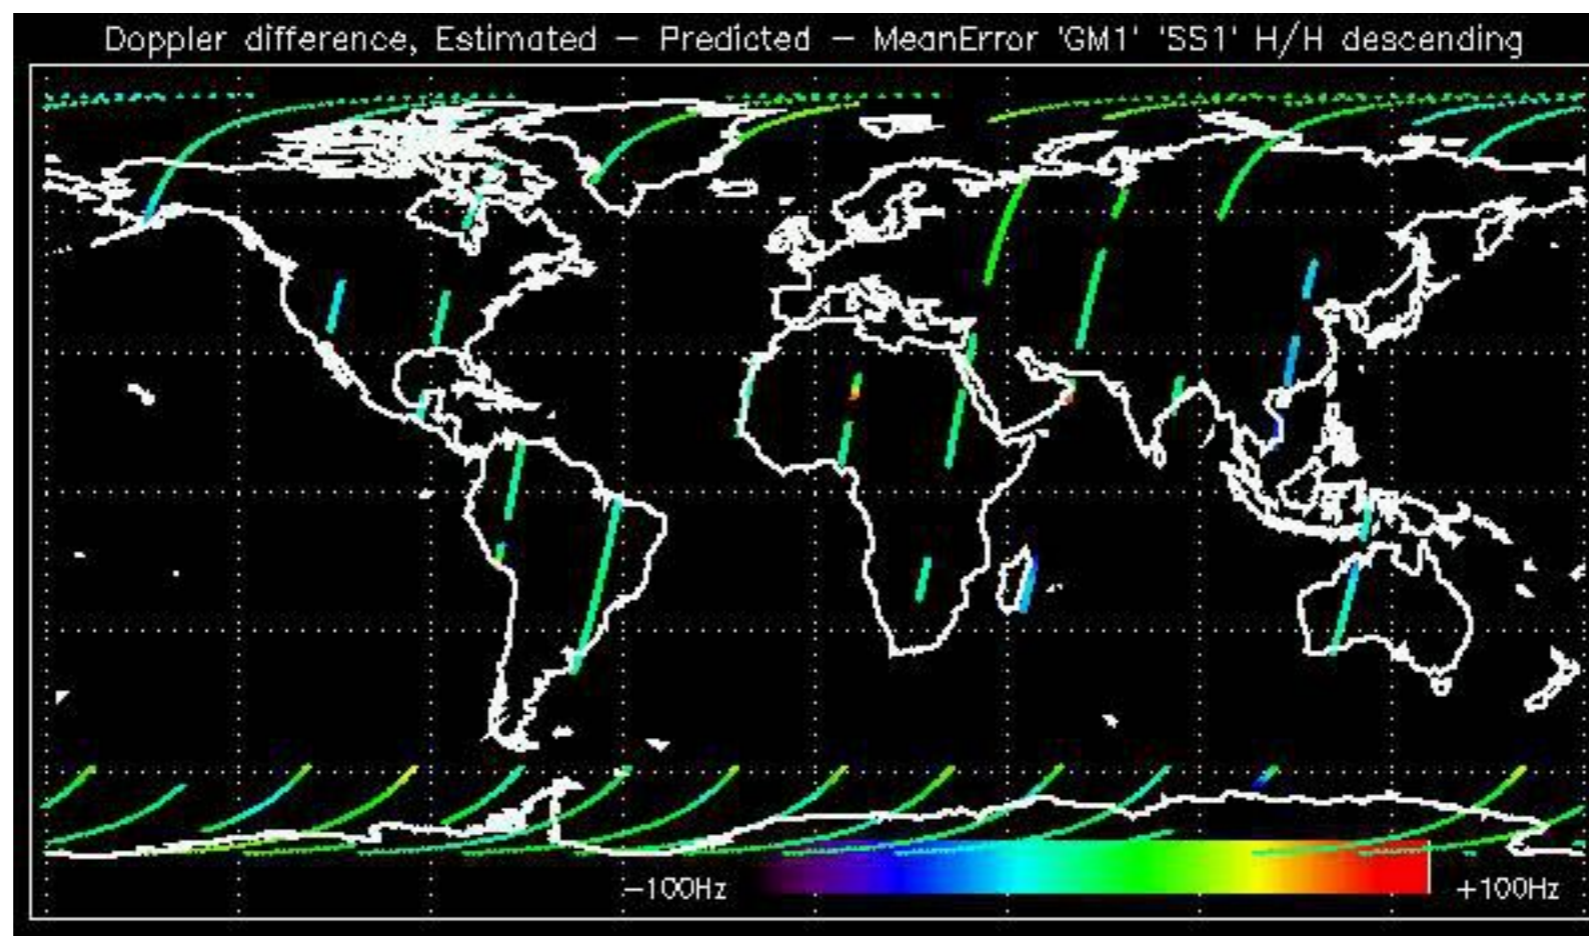 Doppler difference, Estimated – Predicted – MeanError 'GM1' 'SS1' H/H descending
–100Hz
+100Hz